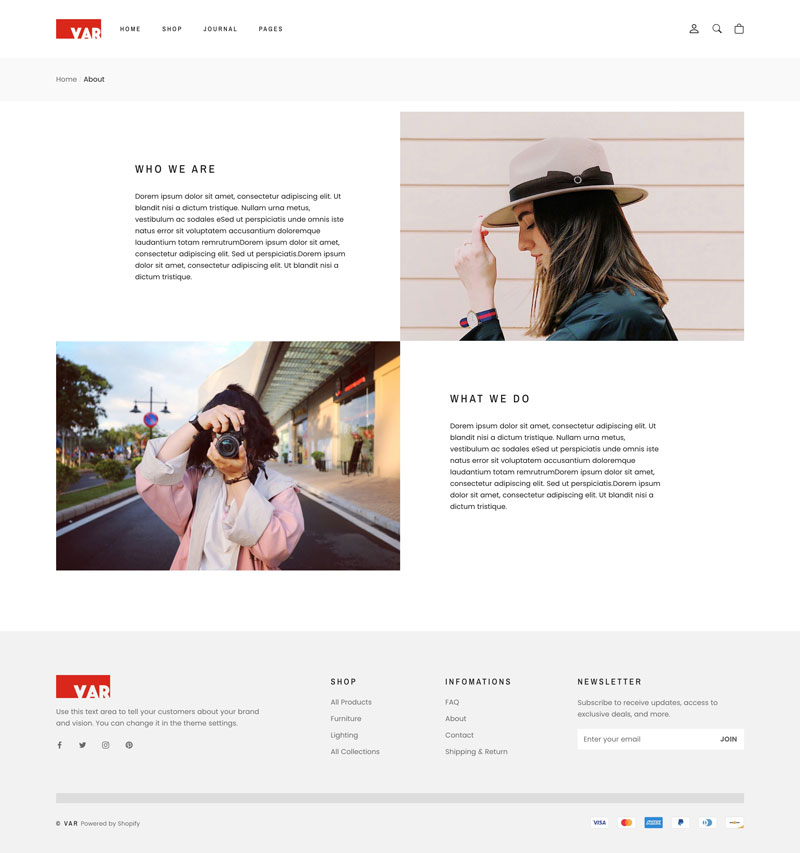 VAR
HOME SHOP JOURNAL PAGES
Home / About
WHO WE ARE
Dorem ipsum dolor sit amet, consectetur adipiscing elit. Ut
blandit nisi a dictum tristique. Nullam urna metus,
vestibulum ac sodales eSed ut perspiciatis unde omnis iste
natus error sit voluptatem accusantium doloremque
laudantium totam remrutrumDorem ipsum dolor sit amet,
consectetur adipiscing elit. Sed ut perspiciatis.Dorem ipsum
dolor sit amet, consectetur adipiscing elit. Ut blandit nisi a
dictum tristique.
WHAT WE DO
Dorem ipsum dolor sit amet, consectetur adipiscing elit. Ut
blandit nisi a dictum tristique. Nullam urna metus,
vestibulum ac sodales eSed ut perspiciatis unde omnis iste
natus error sit voluptatem accusantium doloremque
laudantium totam remrutrumDorem ipsum dolor sit amet,
consectetur adipiscing elit. Sed ut perspiciatis.Dorem ipsum
dolor sit amet, consectetur adipiscing elit. Ut blandit nisi a
dictum tristique.
VAR
Use this text area to tell your customers about your brand
and vision. You can change it in the theme settings.
SHOP
All Products
Furniture
Lighting
All Collections
INFOMATIONS
FAQ
About
Contact
Shipping & Return
NEWSLETTER
Subscribe to receive updates, access to
exclusive deals, and more.
Enter your email JOIN
© VAR Powered by Shopify
VISA